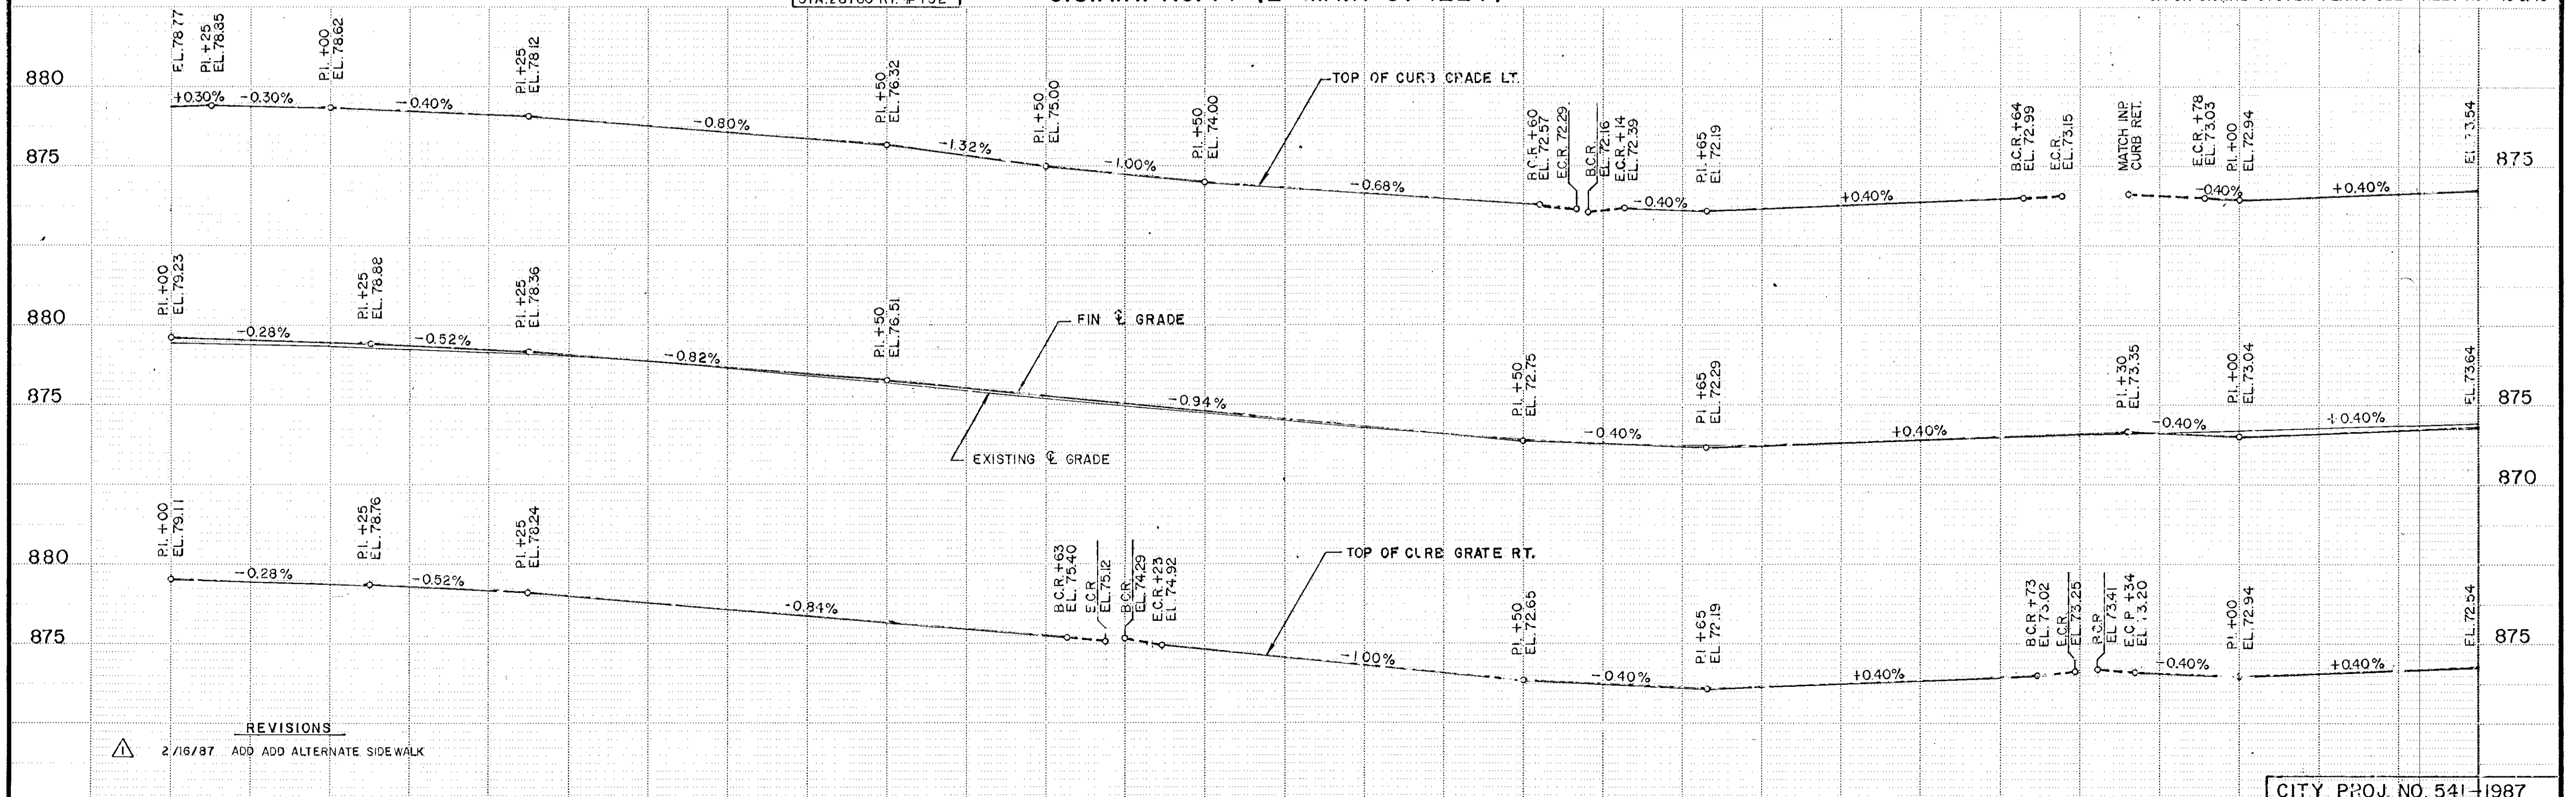 880
EL. 78.77
P.I. +25
EL. 78.85
P.I. +00
EL. 78.62
P.I. +25
EL. 78.12
P.I. +50
EL. 76.32
P.I. +50
EL. 75.00
P.I. +50
EL. 74.00
TOP OF CURB GRADE LT.
B.C.R. +60
EL. 72.57
E.C.R. 72.29
B.C.R.
EL. 72.16
E.C.R. +14
EL. 72.39
P.I. +65
EL. 72.19
B.C.R. +64
EL. 72.99
E.C.R.
EL. 73.15
MATCH INP.
CURB RET.
E.C.R. +78
EL. 73.03
P.I. +00
EL. 72.94
EL. 73.54
+0.30% -0.30% -0.40% -0.80% -1.32% -1.00% -0.68% -0.40% +0.40% -0.40% +0.40%
875 875
P.I. +00
EL. 79.23
P.I. +25
EL. 78.88
P.I. +25
EL. 78.36
P.I. +50
EL. 76.51
FIN ℄ GRADE
P.I. +50
EL. 72.75
P.I. +65
EL. 72.29
P.I. +30
EL. 73.35
P.I. +00
EL. 73.04
EL. 73.64
880
-0.28% -0.52% -0.82% -0.94% -0.40% +0.40% -0.40% +0.40%
875 875
EXISTING ℄ GRADE
870
P.I. +00
EL. 79.11
P.I. +25
EL. 78.76
P.I. +25
EL. 78.24
B.C.R. +63
EL. 75.40
E.C.R.
EL. 75.12
B.C.R.
EL. 74.29
E.C.R. +23
EL. 74.92
TOP OF CURB GRATE RT.
P.I. +50
EL. 72.65
P.I. +65
EL. 72.19
B.C.R. +73
EL. 73.02
E.C.R.
EL. 73.25
B.C.R.
EL. 73.41
E.C.R. +34
EL. 73.20
P.I. +00
EL. 72.94
EL. 72.54
880
-0.28% -0.52% -0.84% -1.00% -0.40% +0.40% -0.40% +0.40%
875 875
REVISIONS
1 2/16/87 ADD ADD ALTERNATE SIDEWALK
CITY PROJ. NO. 541-1987